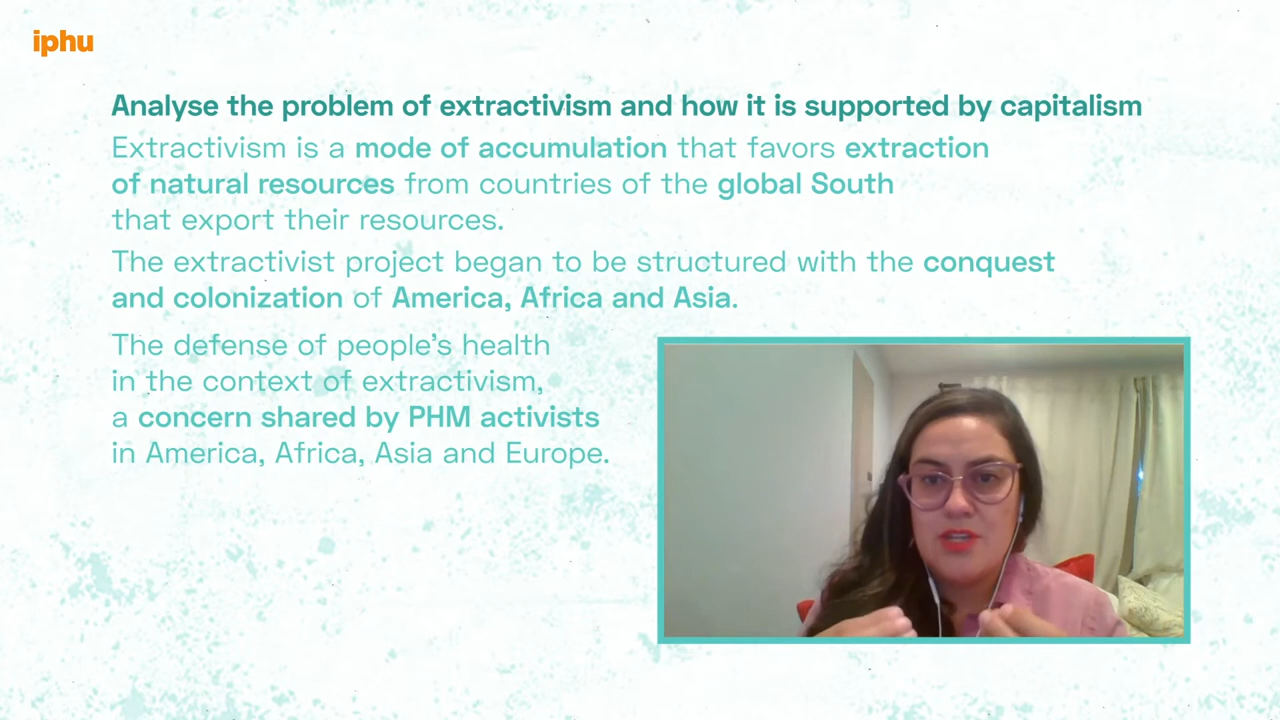 iphu
Analyse the problem of extractivism and how it is supported by capitalism
Extractivism is a mode of accumulation that favors extraction
of natural resources from countries of the global South
that export their resources.
The extractivist project began to be structured with the conquest
and colonization of America, Africa and Asia.
The defense of people’s health
in the context of extractivism,
a concern shared by PHM activists
in America, Africa, Asia and Europe.